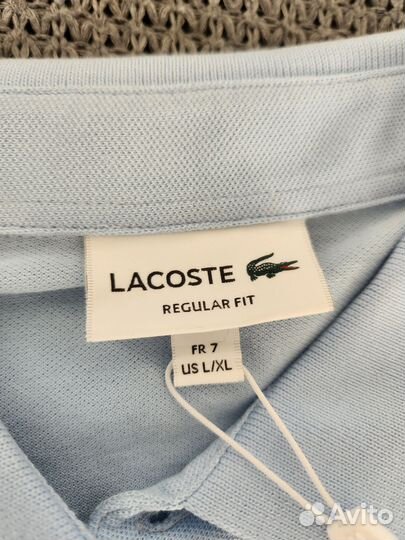 LACOSTE
REGULAR FIT
FR 7
US L/XL
Avito